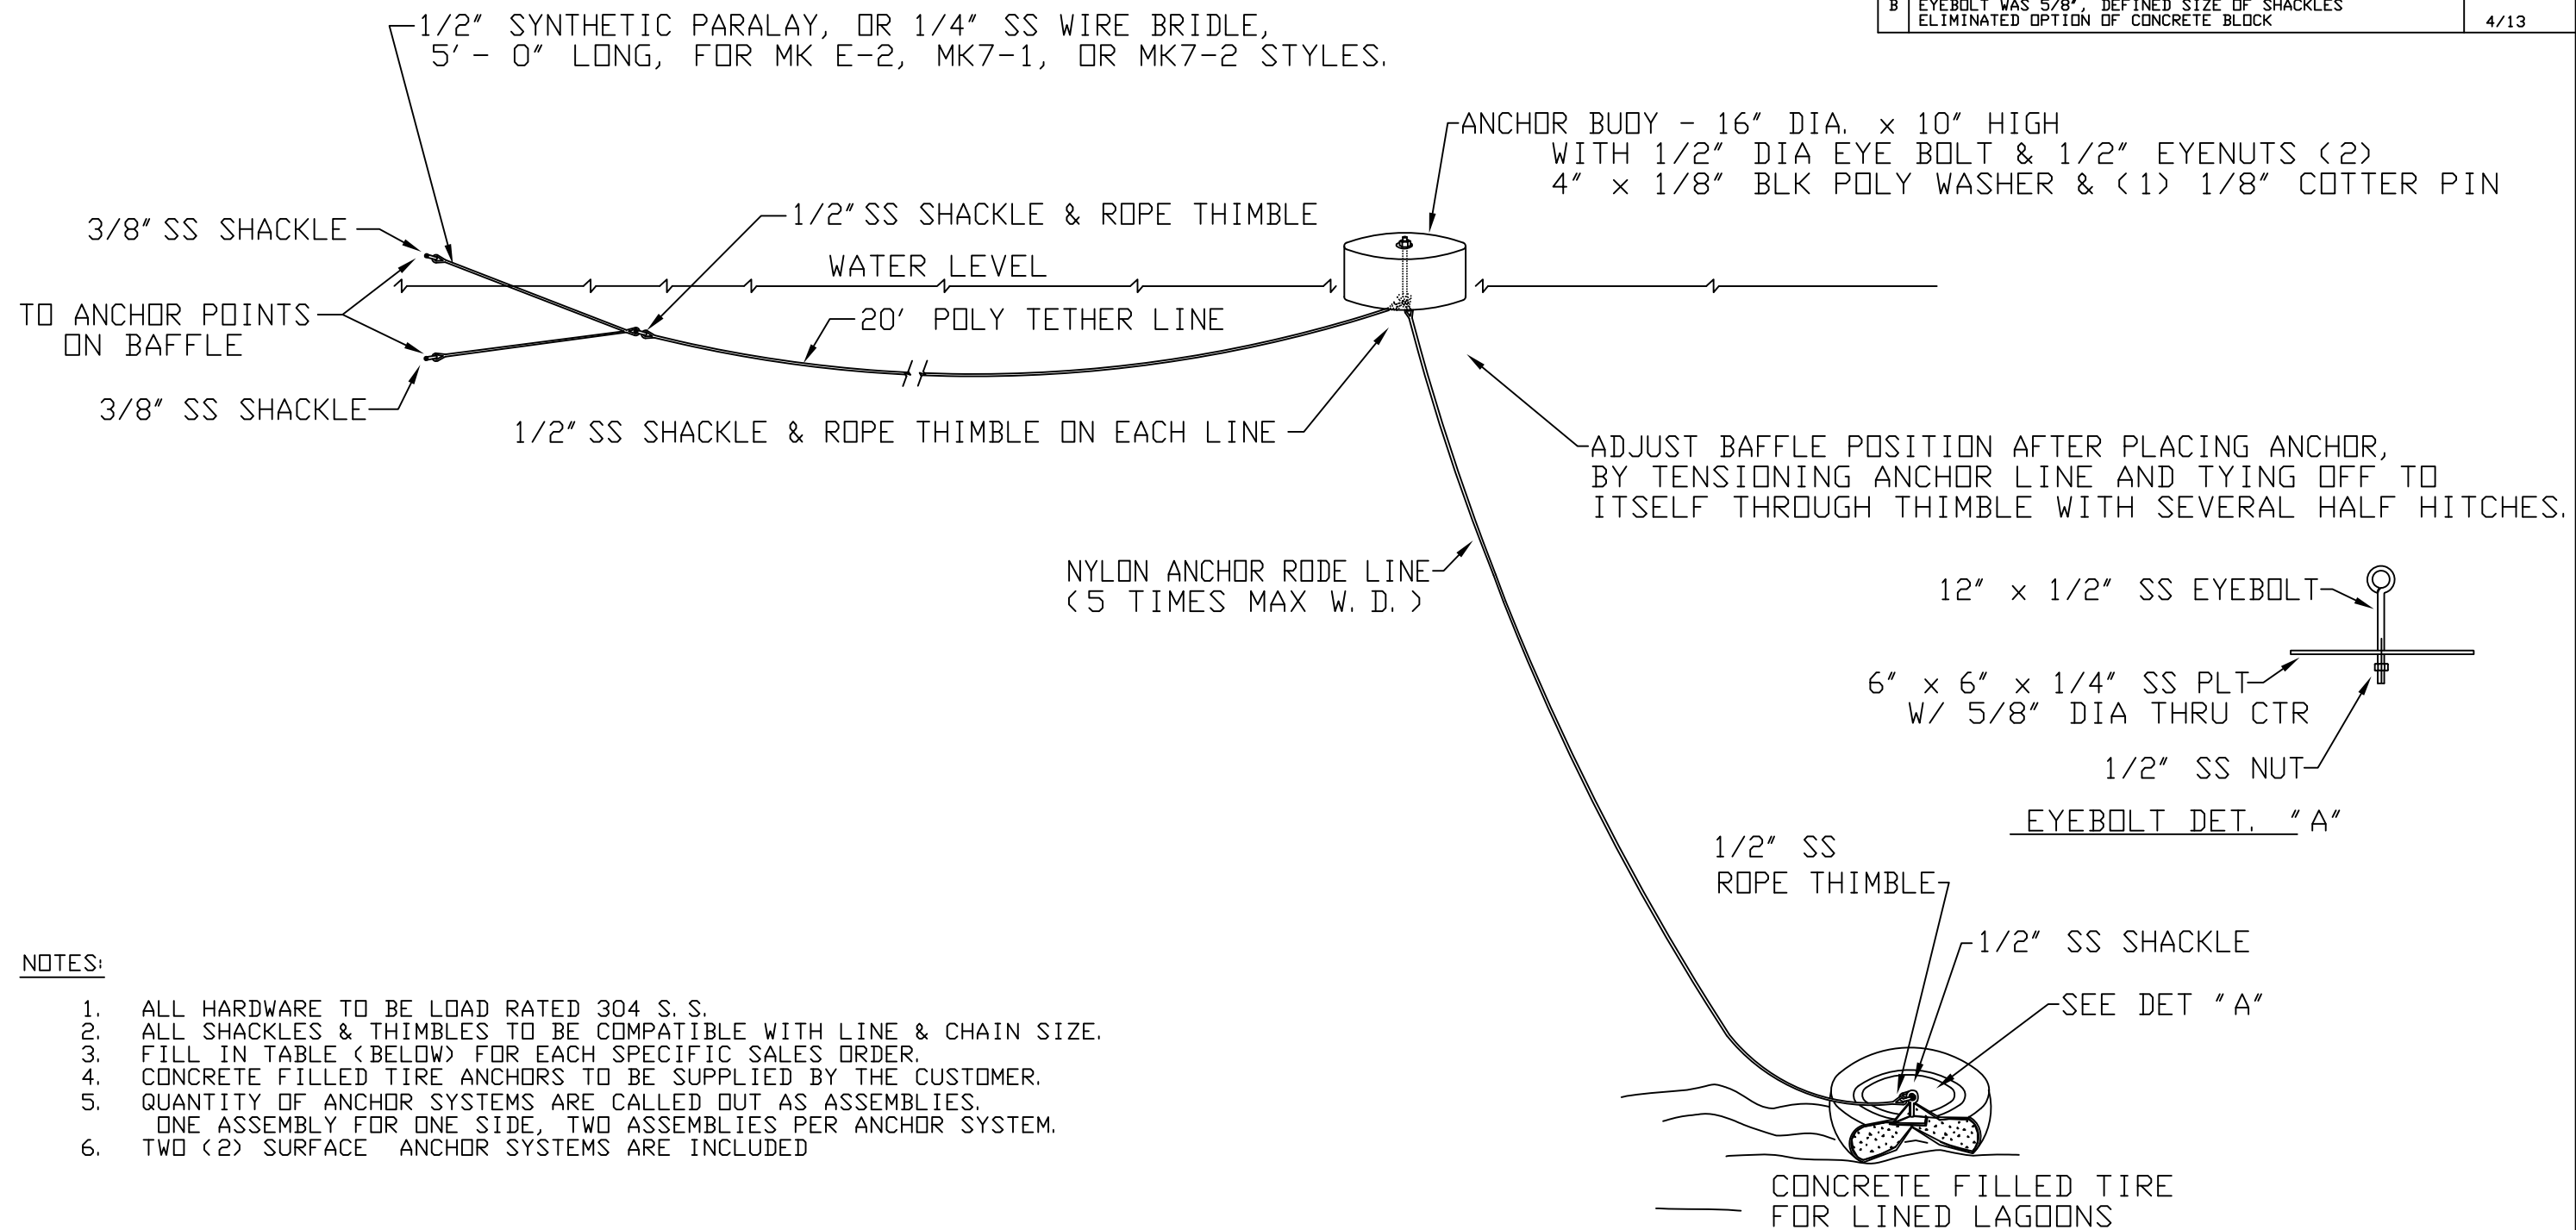 1/2" SYNTHETIC PARALAY, OR 1/4" SS WIRE BRIDLE,
5' - 0" LONG, FOR MK E-2, MK7-1, OR MK7-2 STYLES.
B EYEBOLT WAS 5/8", DEFINED SIZE OF SHACKLES
ELIMINATED OPTION OF CONCRETE BLOCK 4/13
ANCHOR BUOY - 16" DIA. x 10" HIGH
WITH 1/2" DIA EYE BOLT & 1/2" EYENUTS (2)
4" x 1/8" BLK POLY WASHER & (1) 1/8" COTTER PIN
3/8" SS SHACKLE
1/2" SS SHACKLE & ROPE THIMBLE
WATER LEVEL
TO ANCHOR POINTS
ON BAFFLE
20' POLY TETHER LINE
3/8" SS SHACKLE
1/2" SS SHACKLE & ROPE THIMBLE ON EACH LINE
ADJUST BAFFLE POSITION AFTER PLACING ANCHOR,
BY TENSIONING ANCHOR LINE AND TYING OFF TO
ITSELF THROUGH THIMBLE WITH SEVERAL HALF HITCHES.
NYLON ANCHOR RODE LINE
(5 TIMES MAX W. D. )
12" x 1/2" SS EYEBOLT
6" x 6" x 1/4" SS PLT
W/ 5/8" DIA THRU CTR
1/2" SS NUT
EYEBOLT DET. "A"
1/2" SS
ROPE THIMBLE
1/2" SS SHACKLE
SEE DET "A"
CONCRETE FILLED TIRE
FOR LINED LAGOONS
NOTES:
1. ALL HARDWARE TO BE LOAD RATED 304 S. S.
2. ALL SHACKLES & THIMBLES TO BE COMPATIBLE WITH LINE & CHAIN SIZE.
3. FILL IN TABLE (BELOW) FOR EACH SPECIFIC SALES ORDER.
4. CONCRETE FILLED TIRE ANCHORS TO BE SUPPLIED BY THE CUSTOMER.
5. QUANTITY OF ANCHOR SYSTEMS ARE CALLED OUT AS ASSEMBLIES.
ONE ASSEMBLY FOR ONE SIDE, TWO ASSEMBLIES PER ANCHOR SYSTEM.
6. TWO (2) SURFACE ANCHOR SYSTEMS ARE INCLUDED